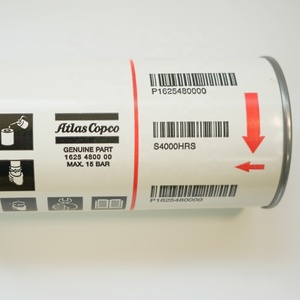 Atlas Copco
GENUINE PART
1625 4800 00
MAX. 15 BAR
P1625480000
S4000HRS
P1625480000